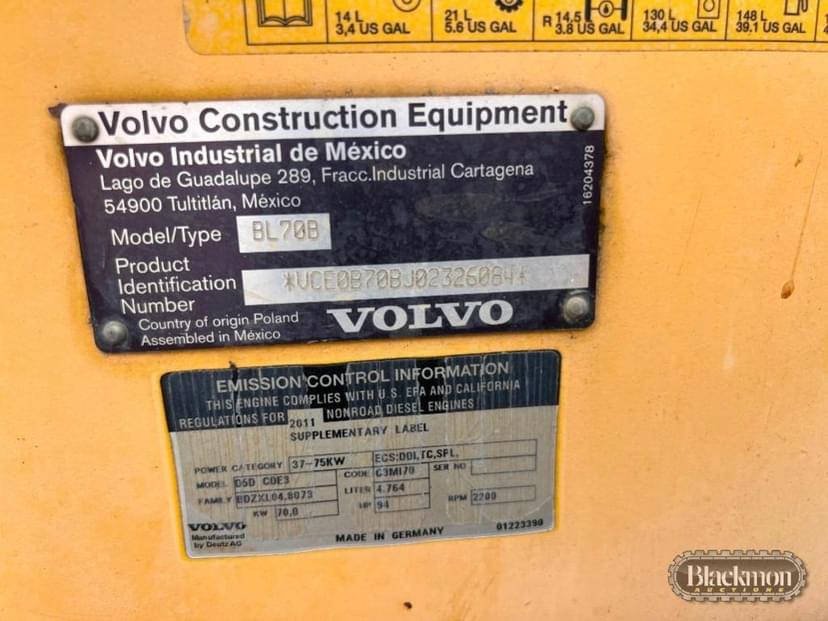 14 L
3,4 US GAL
21 L
5.6 US GAL
R 14,5 L
3.8 US GAL
130 L
34,4 US GAL
148 L
39.1 US GAL
Volvo Construction Equipment
Volvo Industrial de México
Lago de Guadalupe 289, Fracc.Industrial Cartagena
54900 Tultitlán, México
16204378
Model/Type BL70B
Product
Identification *VCE0B70BJ02326084*
Number
Country of origin Poland
Assembled in México
VOLVO
EMISSION CONTROL INFORMATION
THIS ENGINE COMPLIES WITH U.S. EPA AND CALIFORNIA
REGULATIONS FOR 2011 NONROAD DIESEL ENGINES
SUPPLEMENTARY LABEL
POWER CATEGORY 37-75KW ECS:DDI,TC,SPL,
MODEL D5D CDE3 CODE C3MI70 SER NO
FAMILY BDZXL04.8073 LITER 4.764
KW 70,0 HP 94 RPM 2200
VOLVO
Manufactured
by Deutz AG
MADE IN GERMANY
01223390
Blackmon
AUCTIONS